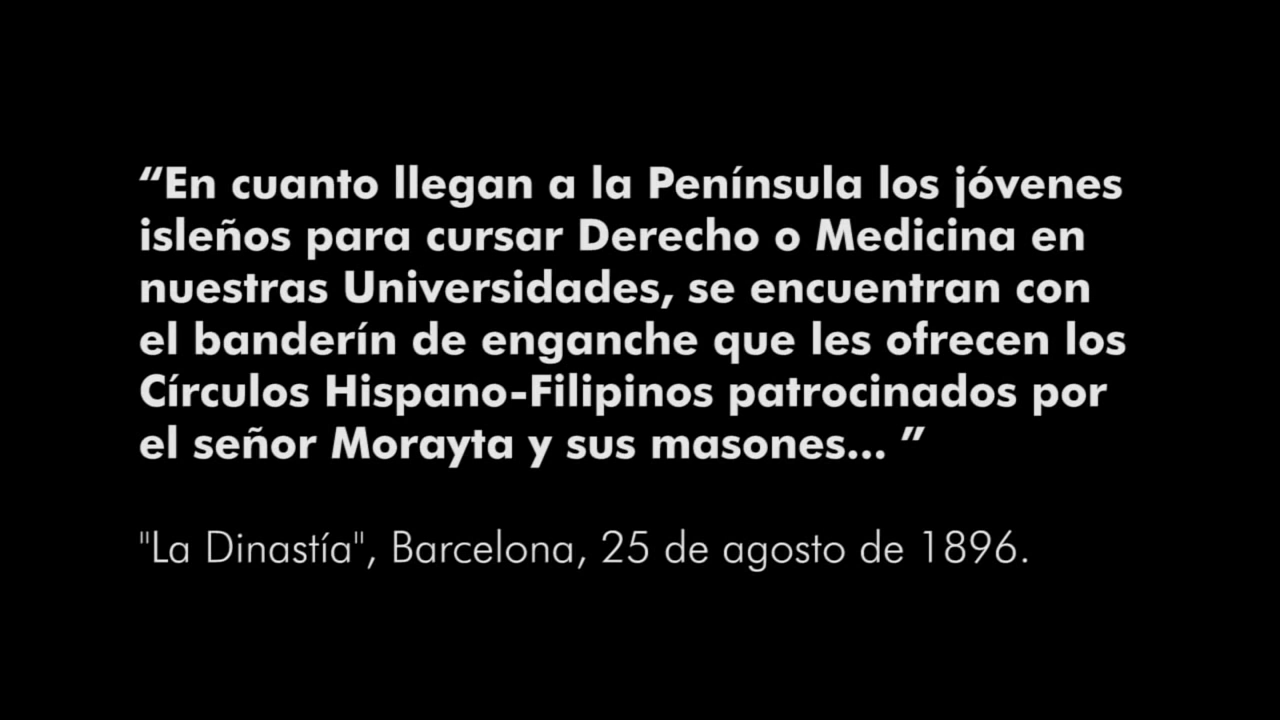 “En cuanto llegan a la Península los jóvenes
isleños para cursar Derecho o Medicina en
nuestras Universidades, se encuentran con
el banderín de enganche que les ofrecen los
Círculos Hispano-Filipinos patrocinados por
el señor Morayta y sus masones... ”
"La Dinastía", Barcelona, 25 de agosto de 1896.